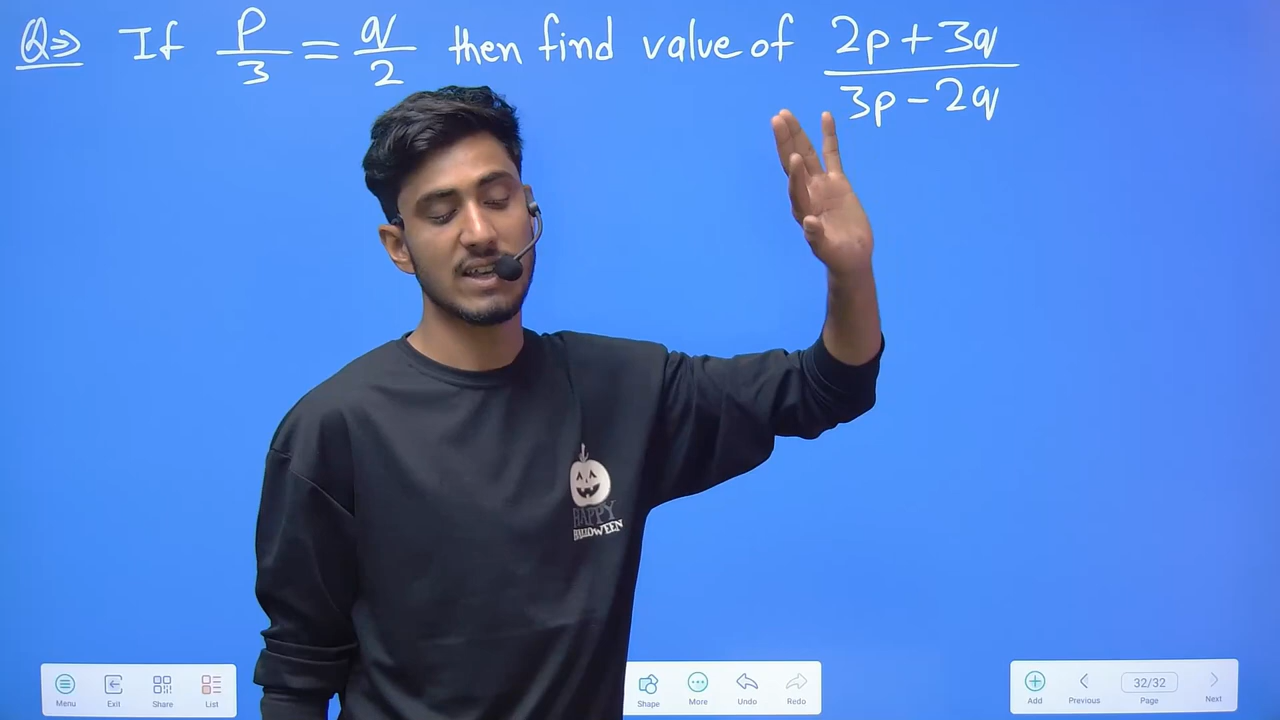 Q⇒ If p/3 = q/2 then find value of (2p + 3q)/(3p - 2q)
HAPPY
HALLOWEEN
Menu Exit Share List Shape More Undo Redo Add Previous 32/32 Page Next